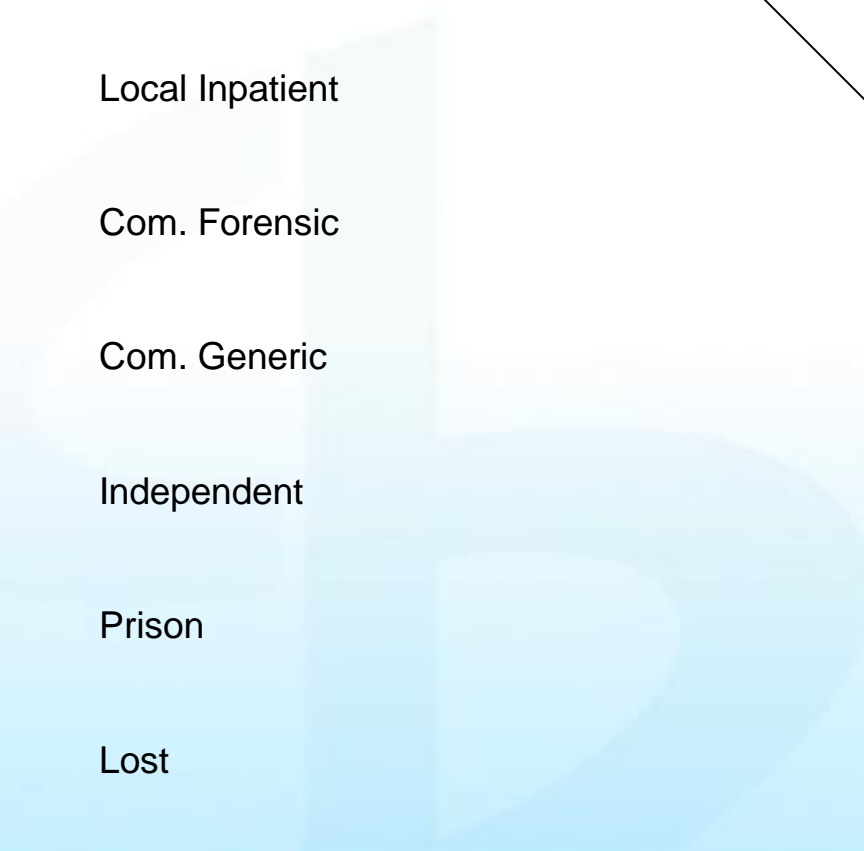 Local Inpatient
Com. Forensic
Com. Generic
Independent
Prison
Lost